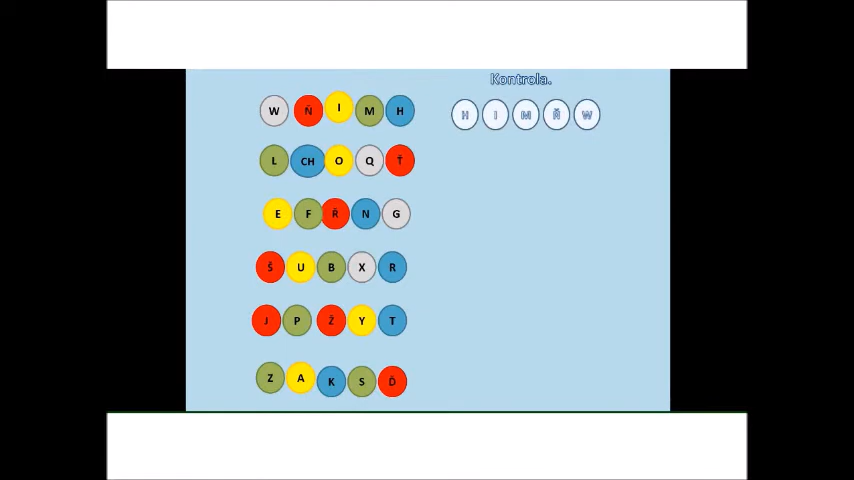 Kontrola.
W Ň I M H
H I M Ň W
L CH O Q Ť
E F Ř N G
Š U B X R
J P Ž Y T
Z A K S Ď